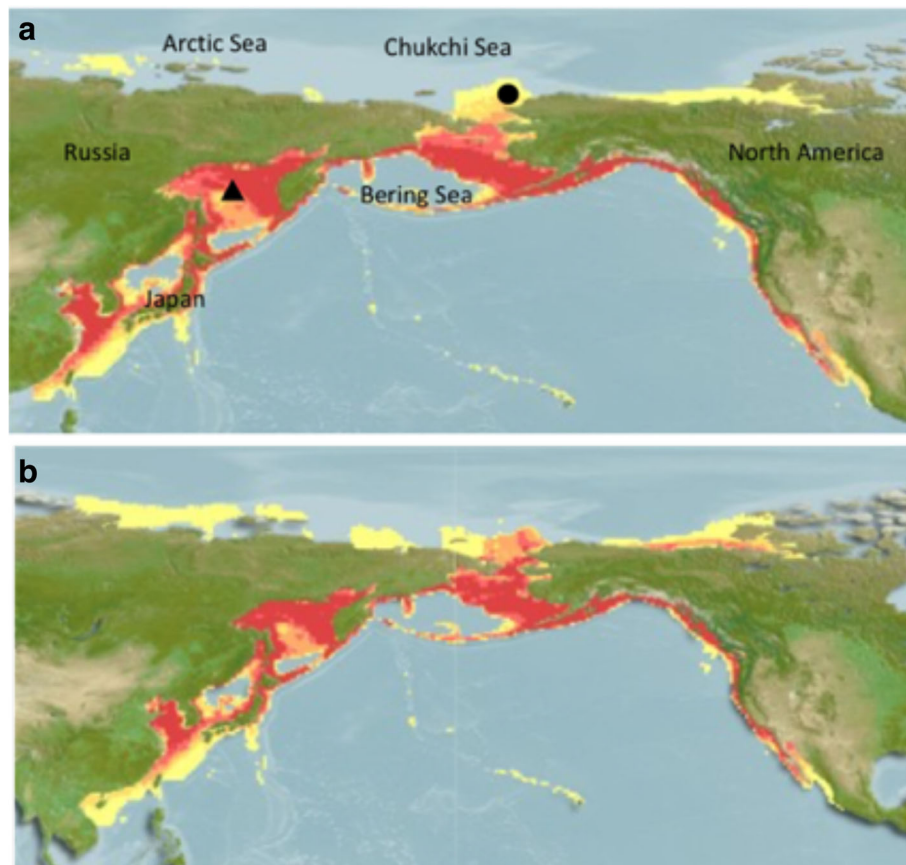 a
Arctic Sea
Chukchi Sea
Russia
North America
Bering Sea
Japan
b